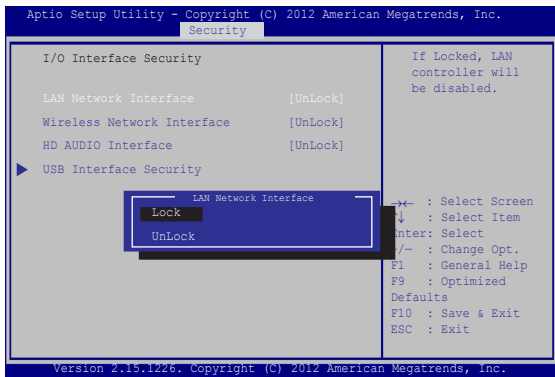 Aptio Setup Utility - Copyright (C) 2012 American Megatrends, Inc.
Security
I/O Interface Security
LAN Network Interface [UnLock]
Wireless Network Interface [UnLock]
HD AUDIO Interface [UnLock]
USB Interface Security
If Locked, LAN
controller will
be disabled.
LAN Network Interface
Lock
UnLock
→← : Select Screen
↑↓ : Select Item
Enter: Select
+/— : Change Opt.
F1 : General Help
F9 : Optimized
Defaults
F10 : Save & Exit
ESC : Exit
Version 2.15.1226. Copyright (C) 2012 American Megatrends, Inc.